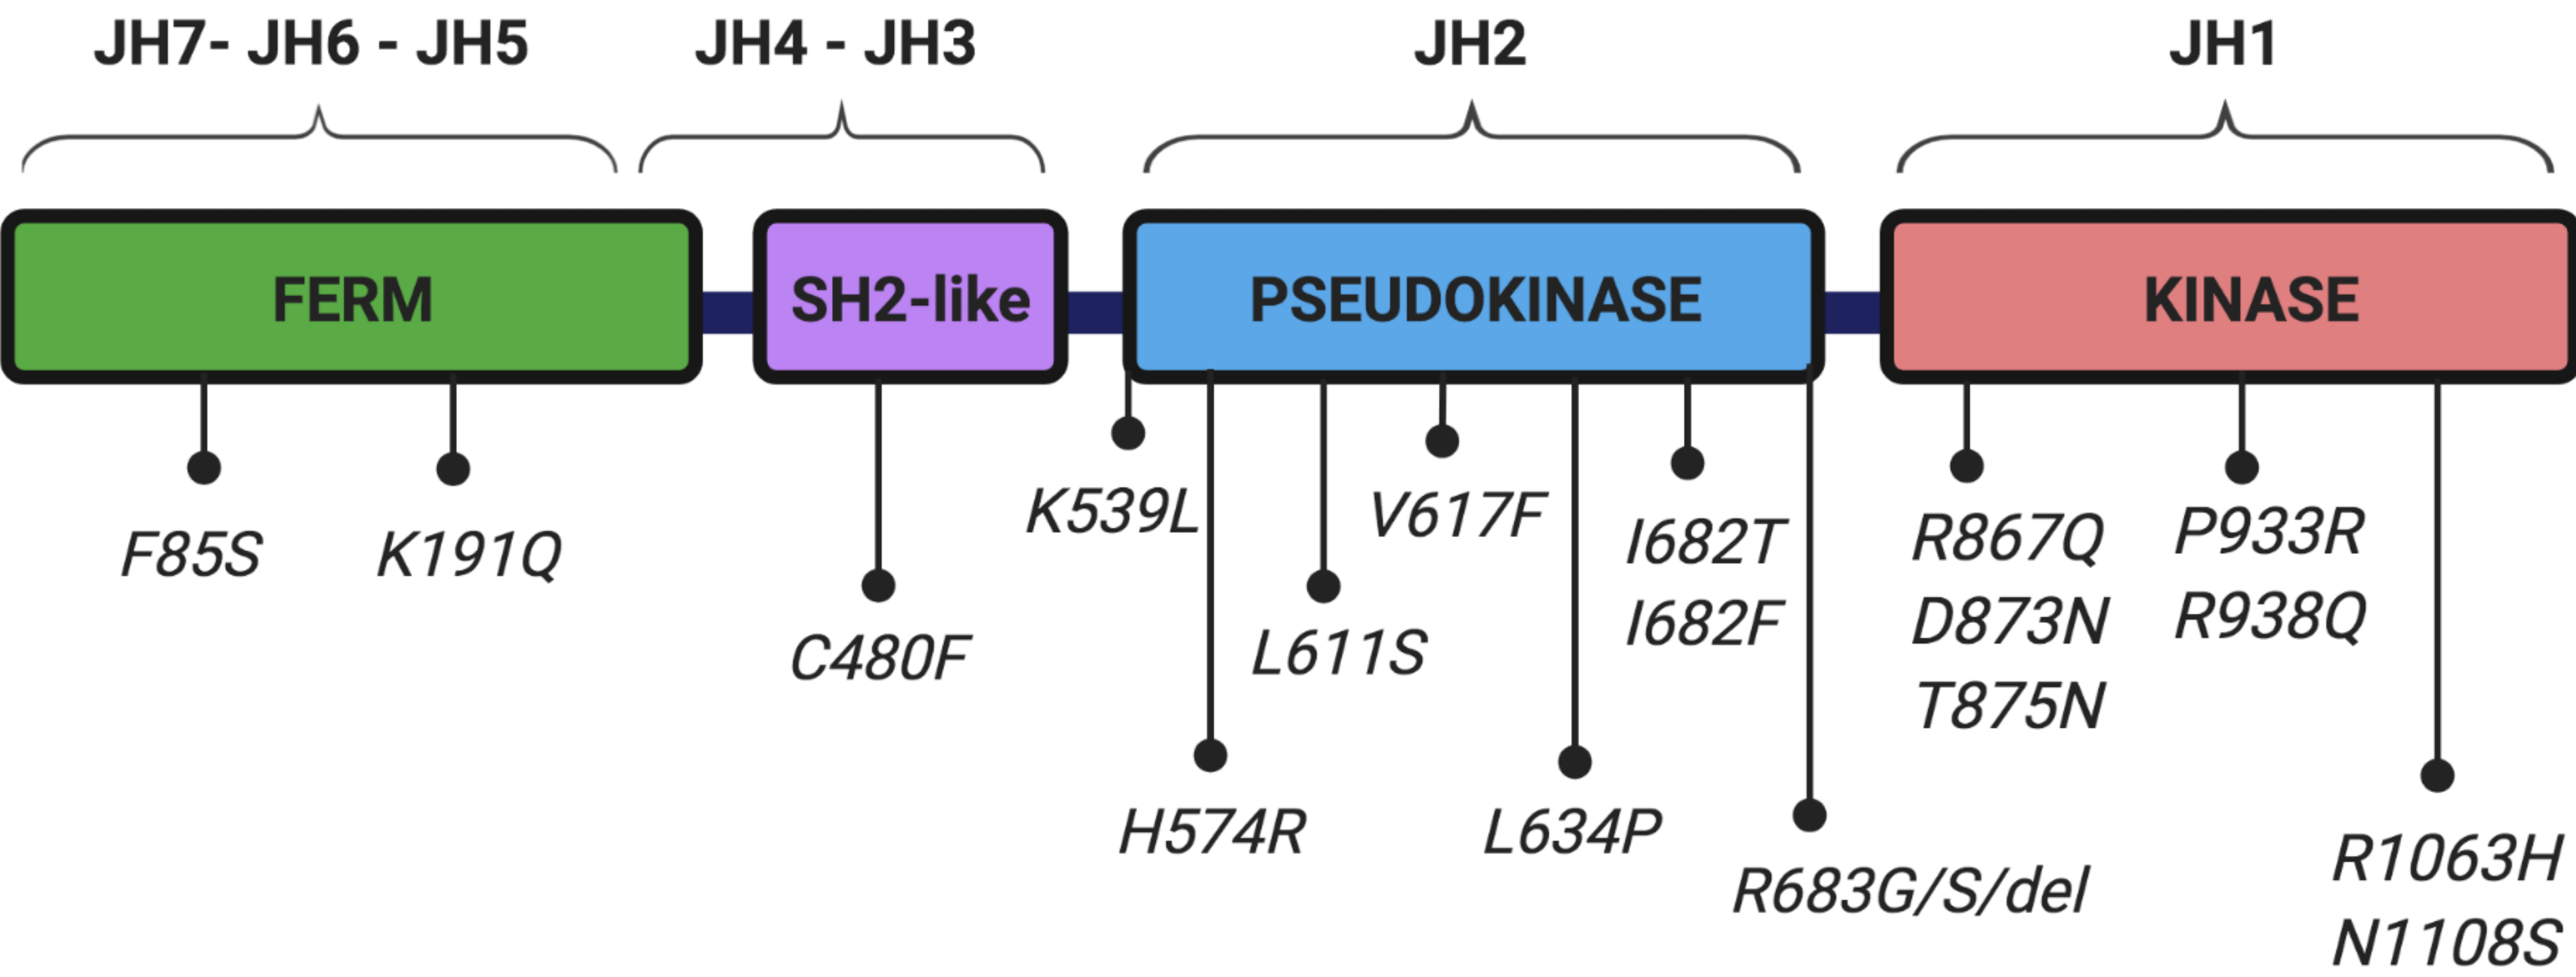 JH7- JH6 - JH5
JH4 - JH3
JH2
JH1
FERM
SH2-like
PSEUDOKINASE
KINASE
F85S
K191Q
C480F
K539L
H574R
L611S
V617F
L634P
I682T
I682F
R683G/S/del
R867Q
D873N
T875N
P933R
R938Q
R1063H
N1108S